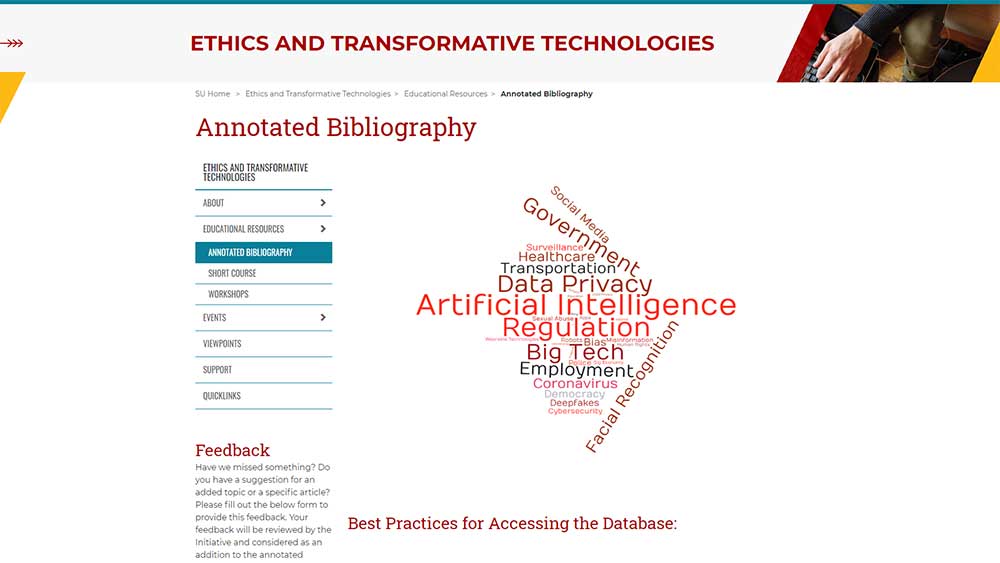 ETHICS AND TRANSFORMATIVE TECHNOLOGIES
SU Home > Ethics and Transformative Technologies > Educational Resources > Annotated Bibliography
Annotated Bibliography
ETHICS AND TRANSFORMATIVE
TECHNOLOGIES
ABOUT
EDUCATIONAL RESOURCES
ANNOTATED BIBLIOGRAPHY
SHORT COURSE
WORKSHOPS
EVENTS
VIEWPOINTS
SUPPORT
QUICKLINKS
Social Media
Government
Surveillance
Healthcare
Transportation
Data Privacy
Artificial Intelligence
Sexual Abuse
Regulation
Wearable Technologies
Robots
Bias
Misinformation
Human Rights
Big Tech
Police
Gig Economy
Employment
Coronavirus
Democracy
Deepfakes
Cybersecurity
Facial Recognition
Feedback
Have we missed something? Do
you have a suggestion for an
added topic or a specific article?
Please fill out the below form to
provide this feedback. Your
feedback will be reviewed by the
Initiative and considered as an
addition to the annotated
Best Practices for Accessing the Database: